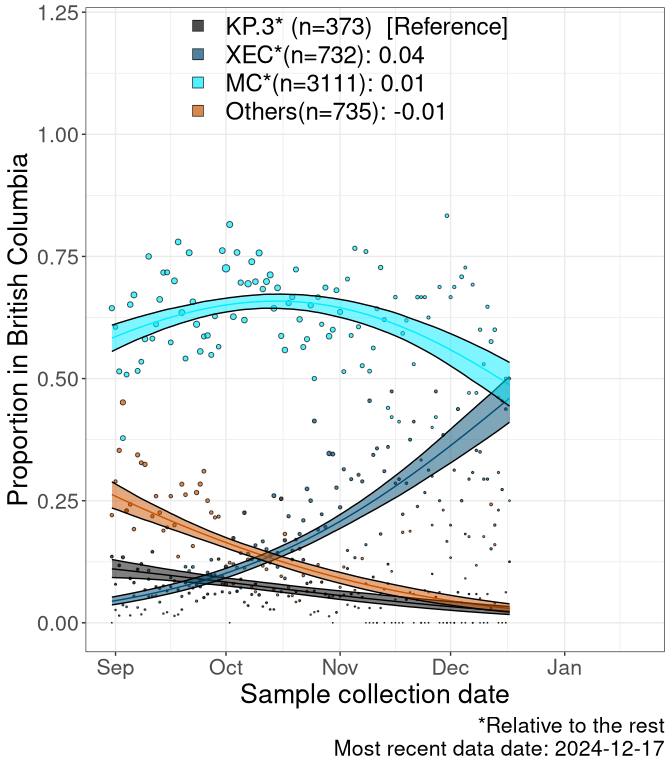 KP.3* (n=373)  [Reference]
XEC*(n=732): 0.04
MC*(n=3111): 0.01
Others(n=735): -0.01
Proportion in British Columbia
1.25
1.00
0.75
0.50
0.25
0.00
Sep Oct Nov Dec Jan
Sample collection date
*Relative to the rest
Most recent data date: 2024-12-17